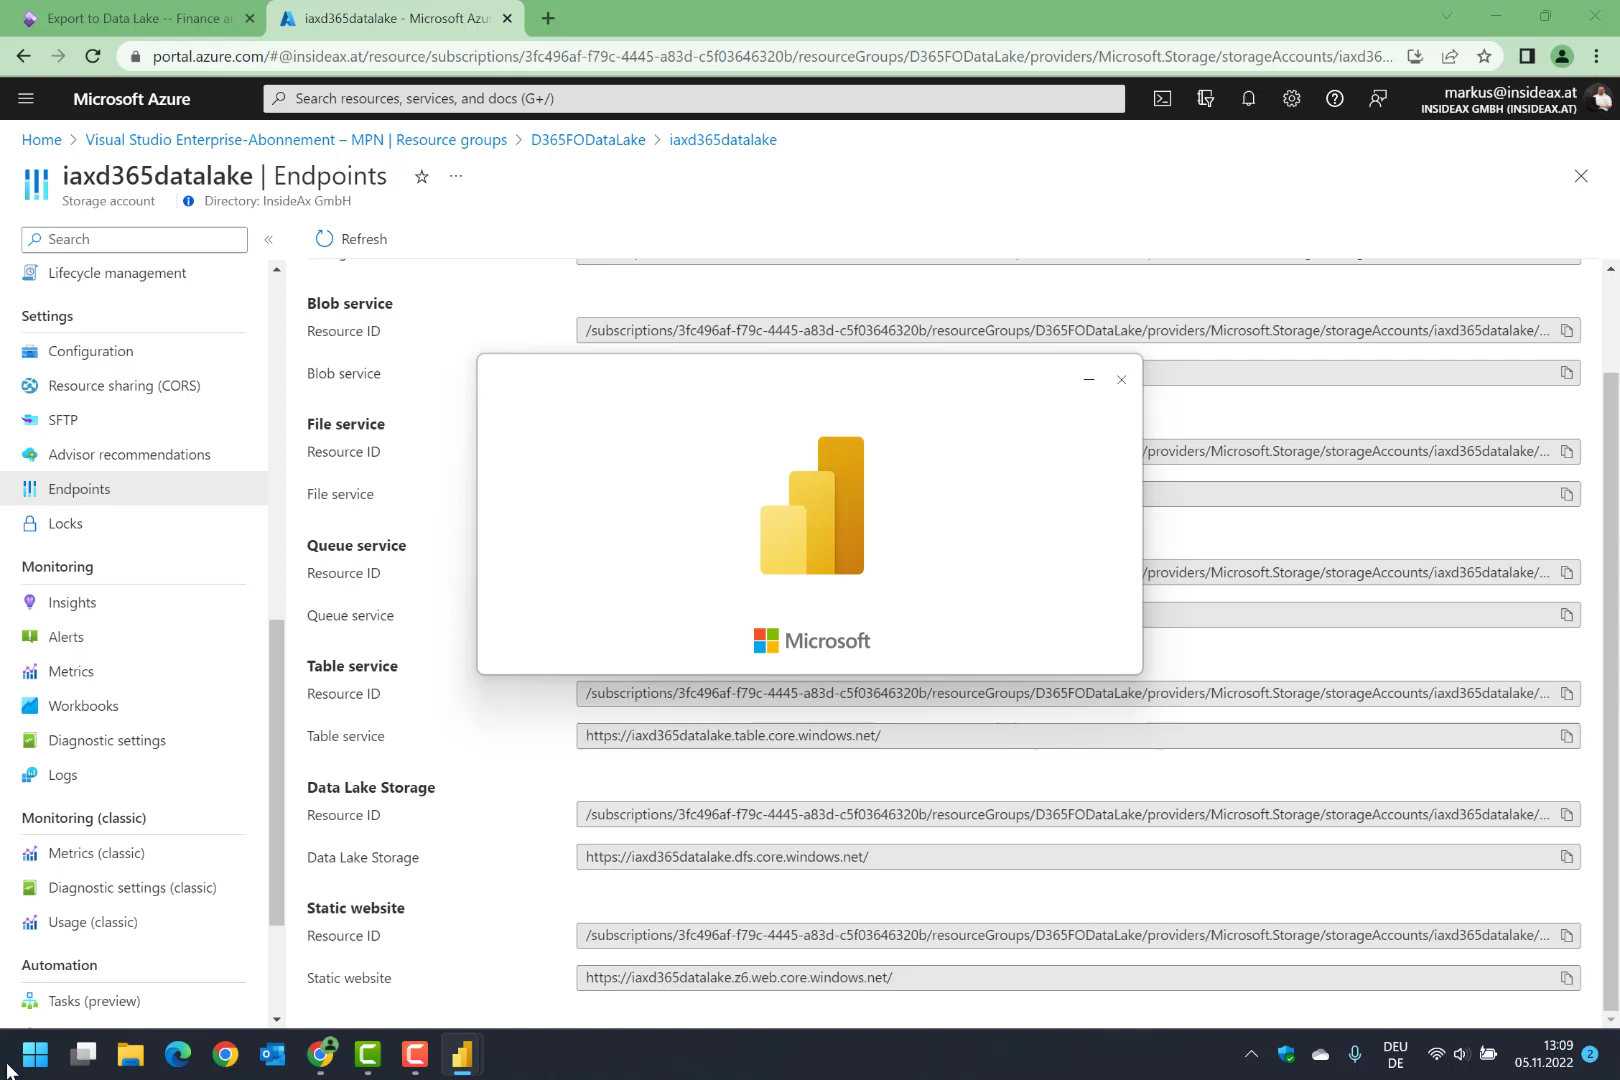 Export to Data Lake -- Finance a
iaxd365datalake - Microsoft Azu
portal.azure.com/#@insideax.at/resource/subscriptions/3fc496af-f79c-4445-a83d-c5f03646320b/resourceGroups/D365FODataLake/providers/Microsoft.Storage/storageAccounts/iaxd36...
Microsoft Azure
Search resources, services, and docs (G+/)
markus@insideax.at
INSIDEAX GMBH (INSIDEAX.AT)
Home > Visual Studio Enterprise-Abonnement – MPN | Resource groups > D365FODataLake > iaxd365datalake
iaxd365datalake | Endpoints
Storage account
Directory: InsideAx GmbH
Search
Refresh
Lifecycle management
Settings
Configuration
Resource sharing (CORS)
SFTP
Advisor recommendations
Endpoints
Locks
Monitoring
Insights
Alerts
Metrics
Workbooks
Diagnostic settings
Logs
Monitoring (classic)
Metrics (classic)
Diagnostic settings (classic)
Usage (classic)
Automation
Tasks (preview)
Blob service
Resource ID
/subscriptions/3fc496af-f79c-4445-a83d-c5f03646320b/resourceGroups/D365FODataLake/providers/Microsoft.Storage/storageAccounts/iaxd365datalake/...
Blob service
File service
Resource ID
/providers/Microsoft.Storage/storageAccounts/iaxd365datalake/...
File service
Queue service
Resource ID
/providers/Microsoft.Storage/storageAccounts/iaxd365datalake/...
Queue service
Microsoft
Table service
Resource ID
/subscriptions/3fc496af-f79c-4445-a83d-c5f03646320b/resourceGroups/D365FODataLake/providers/Microsoft.Storage/storageAccounts/iaxd365datalake/...
Table service
https://iaxd365datalake.table.core.windows.net/
Data Lake Storage
Resource ID
/subscriptions/3fc496af-f79c-4445-a83d-c5f03646320b/resourceGroups/D365FODataLake/providers/Microsoft.Storage/storageAccounts/iaxd365datalake/...
Data Lake Storage
https://iaxd365datalake.dfs.core.windows.net/
Static website
Resource ID
/subscriptions/3fc496af-f79c-4445-a83d-c5f03646320b/resourceGroups/D365FODataLake/providers/Microsoft.Storage/storageAccounts/iaxd365datalake/...
Static website
https://iaxd365datalake.z6.web.core.windows.net/
DEU
DE
13:09
05.11.2022
2